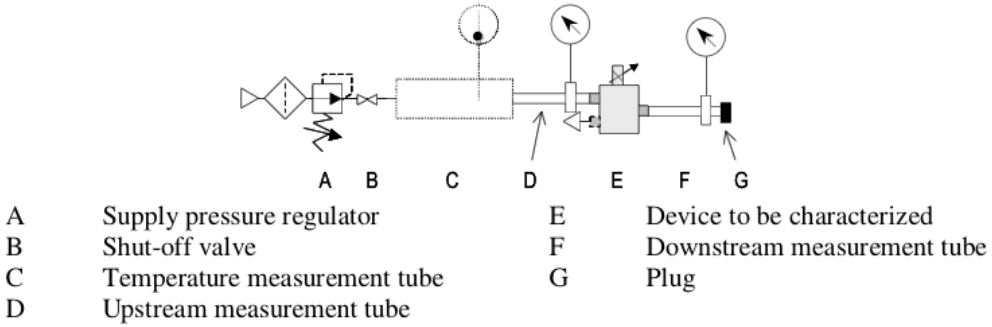 A B C D E F G
A Supply pressure regulator E Device to be characterized
B Shut-off valve F Downstream measurement tube
C Temperature measurement tube G Plug
D Upstream measurement tube